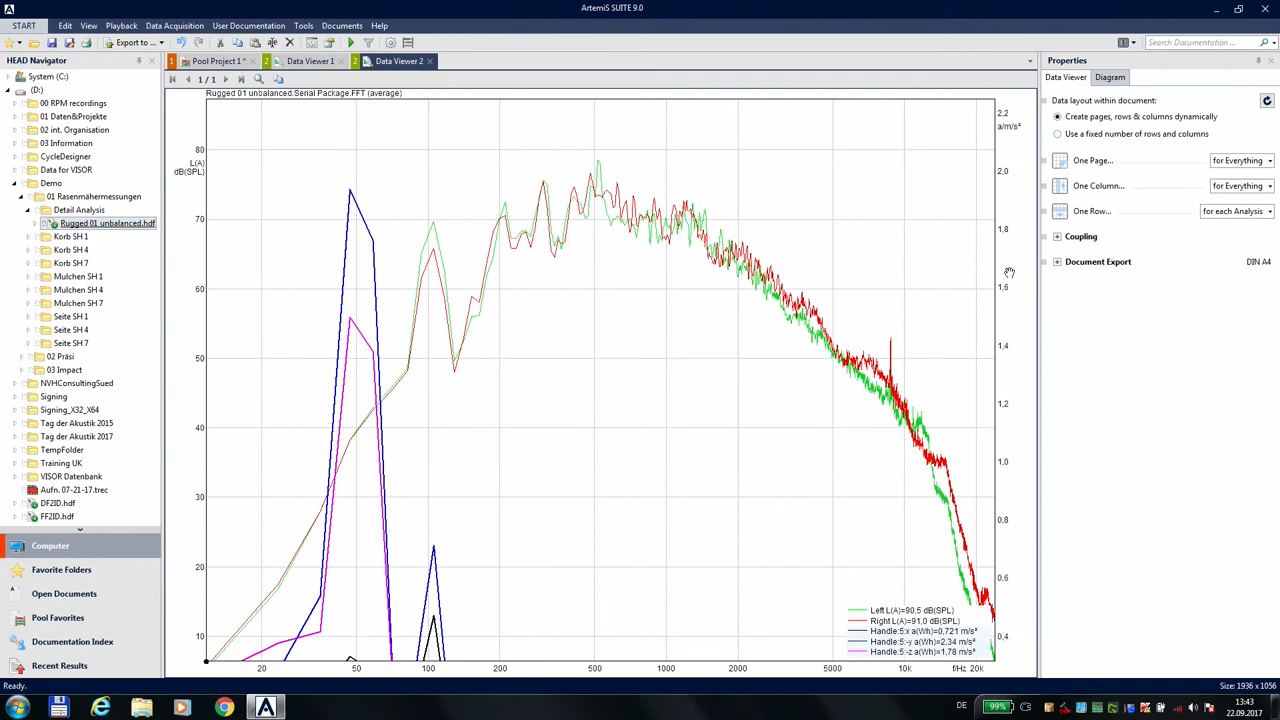 ArtemiS SUITE 9.0
START Edit View Playback Data Acquisition User Documentation Tools Documents Help
Export to ... Search Documentation ...
HEAD Navigator 1 Pool Project 1 * 2 Data Viewer 1 2 Data Viewer 2 Properties
1 / 1
Data Viewer Diagram
System (C:)
(D:)
00 RPM recordings
01 Daten&Projekte
02 int. Organisation
03 Information
CycleDesigner
Data for VISOR
Demo
01 Rasenmähermessungen
Detail Analysis
Rugged 01 unbalanced.hdf
Korb SH 1
Korb SH 4
Korb SH 7
Mulchen SH 1
Mulchen SH 4
Mulchen SH 7
Seite SH 1
Seite SH 4
Seite SH 7
02 Präsi
03 Impact
NVHConsultingSued
Signing
Signing_X32_X64
Tag der Akustik 2015
Tag der Akustik 2017
TempFolder
Training UK
VISOR Datenbank
Aufn. 07-21-17.trec
DF2ID.hdf
FF2ID.hdf
Computer
Favorite Folders
Open Documents
Pool Favorites
Documentation Index
Recent Results
Rugged 01 unbalanced.Serial Package.FFT (average)
L(A)
dB(SPL)
80
70
60
50
40
30
20
10
2,2
a/m/s²
2,0
1,8
1,6
1,4
1,2
1,0
0,8
0,6
0,4
Left L(A)=90,5 dB(SPL)
Right L(A)=91,0 dB(SPL)
Handle:5:x a(Wh)=0,721 m/s²
Handle:5:-y a(Wh)=2,34 m/s²
Handle:5:-z a(Wh)=1,78 m/s²
20 50 100 200 500 1000 2000 5000 10k f/Hz 20k
Data layout within document:
Create pages, rows & columns dynamically
Use a fixed number of rows and columns
One Page... for Everything
One Column... for Everything
One Row... for each Analysis
Coupling
Document Export DIN A4
Ready. Size: 1936 x 1056
DE 99% 13:43
22.09.2017